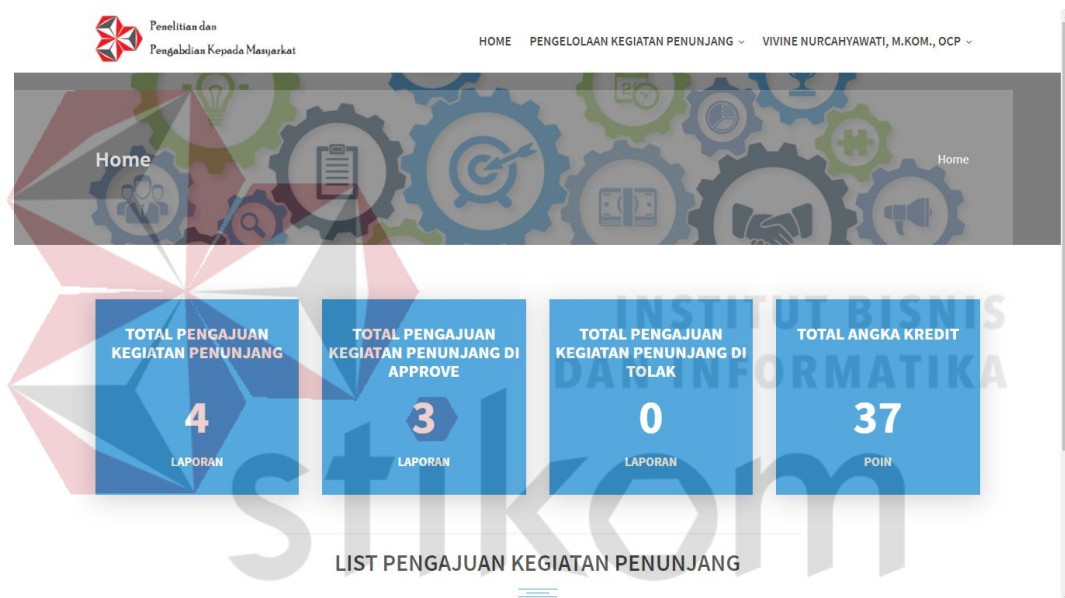 Penelitian dan
Pengabdian Kepada Masyarkat
HOME PENGELOLAAN KEGIATAN PENUNJANG VIVINE NURCAHYAWATI, M.KOM., OCP
Home
Home
TOTAL PENGAJUAN
KEGIATAN PENUNJANG
4
LAPORAN
TOTAL PENGAJUAN
KEGIATAN PENUNJANG DI
APPROVE
3
LAPORAN
TOTAL PENGAJUAN
KEGIATAN PENUNJANG DI
TOLAK
0
LAPORAN
TOTAL ANGKA KREDIT
37
POIN
INSTITUT BISNIS
DAN INFORMATIKA
stikom
LIST PENGAJUAN KEGIATAN PENUNJANG